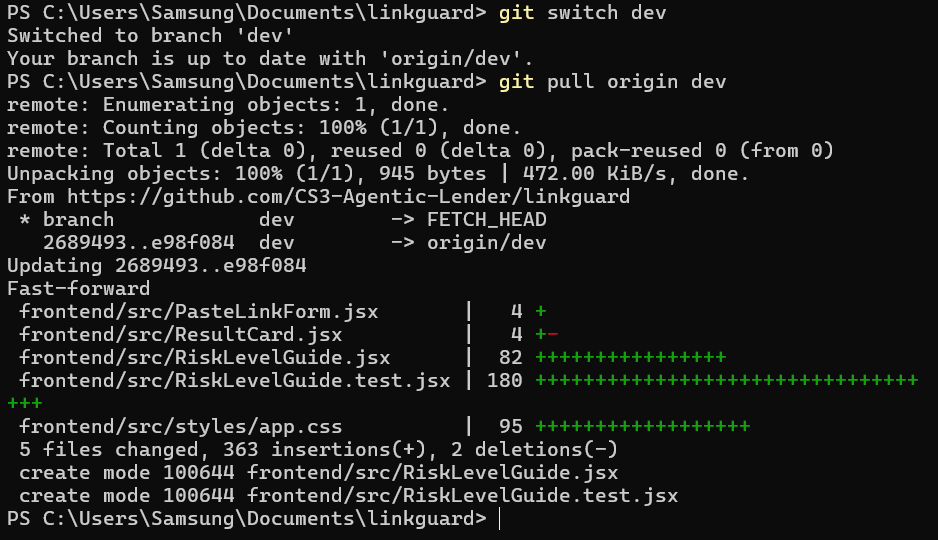 PS C:\Users\Samsung\Documents\linkguard> git switch dev
Switched to branch 'dev'
Your branch is up to date with 'origin/dev'.
PS C:\Users\Samsung\Documents\linkguard> git pull origin dev
remote: Enumerating objects: 1, done.
remote: Counting objects: 100% (1/1), done.
remote: Total 1 (delta 0), reused 0 (delta 0), pack-reused 0 (from 0)
Unpacking objects: 100% (1/1), 945 bytes | 472.00 KiB/s, done.
From https://github.com/CS3-Agentic-Lender/linkguard
 * branch            dev        -> FETCH_HEAD
   2689493..e98f084  dev        -> origin/dev
Updating 2689493..e98f084
Fast-forward
 frontend/src/PasteLinkForm.jsx       |   4 +
 frontend/src/ResultCard.jsx          |   4 +-
 frontend/src/RiskLevelGuide.jsx      |  82 ++++++++++++++++
 frontend/src/RiskLevelGuide.test.jsx | 180 ++++++++++++++++++++++++++++++++
+++
 frontend/src/styles/app.css          |  95 ++++++++++++++++++
 5 files changed, 363 insertions(+), 2 deletions(-)
 create mode 100644 frontend/src/RiskLevelGuide.jsx
 create mode 100644 frontend/src/RiskLevelGuide.test.jsx
PS C:\Users\Samsung\Documents\linkguard>